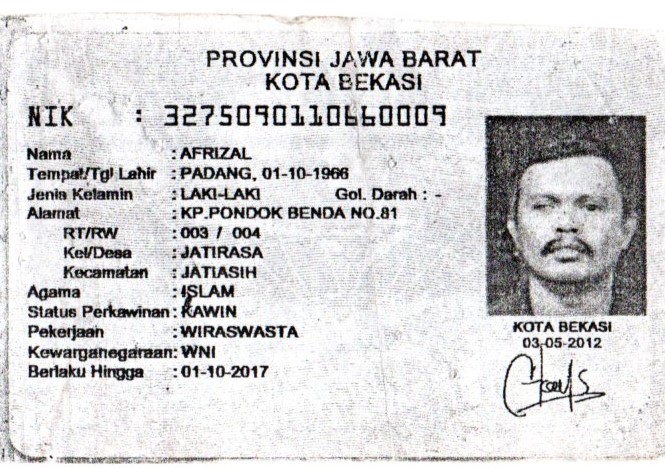 PROVINSI JAWA BARAT
KOTA BEKASI
NIK : 3275090110660009
Nama : AFRIZAL
Tempat/Tgl Lahir : PADANG, 01-10-1966
Jenis Kelamin : LAKI-LAKI Gol. Darah : -
Alamat : KP.PONDOK BENDA NO.81
RT/RW : 003 / 004
Kel/Desa : JATIRASA
Kecamatan : JATIASIH
Agama : ISLAM
Status Perkawinan : KAWIN
Pekerjaan : WIRASWASTA
Kewarganegaraan : WNI
Berlaku Hingga : 01-10-2017
KOTA BEKASI
03-05-2012